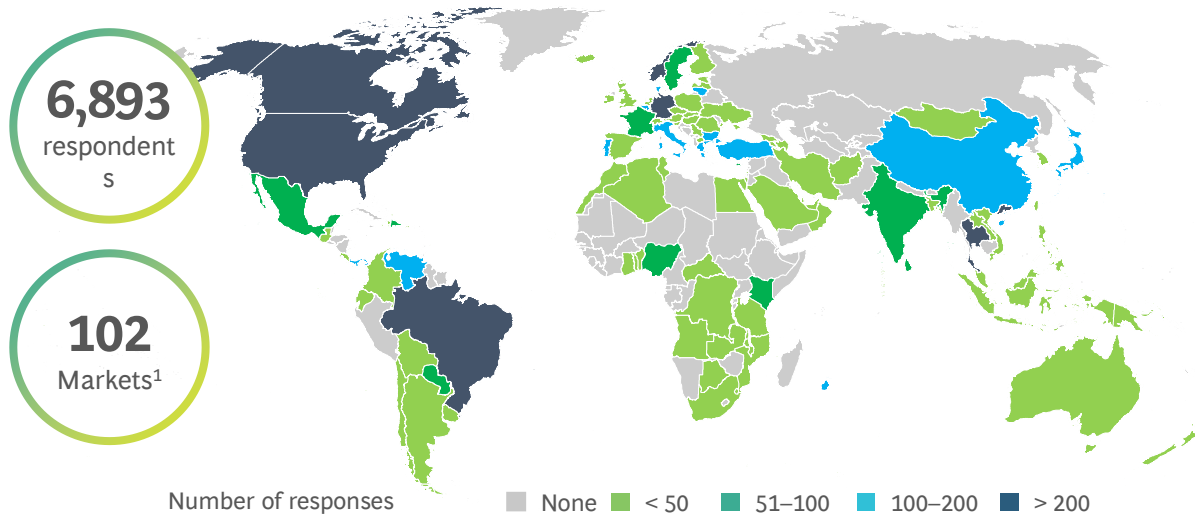 6,893
respondent
s
102
Markets¹
Number of responses
None
< 50
51–100
100–200
> 200